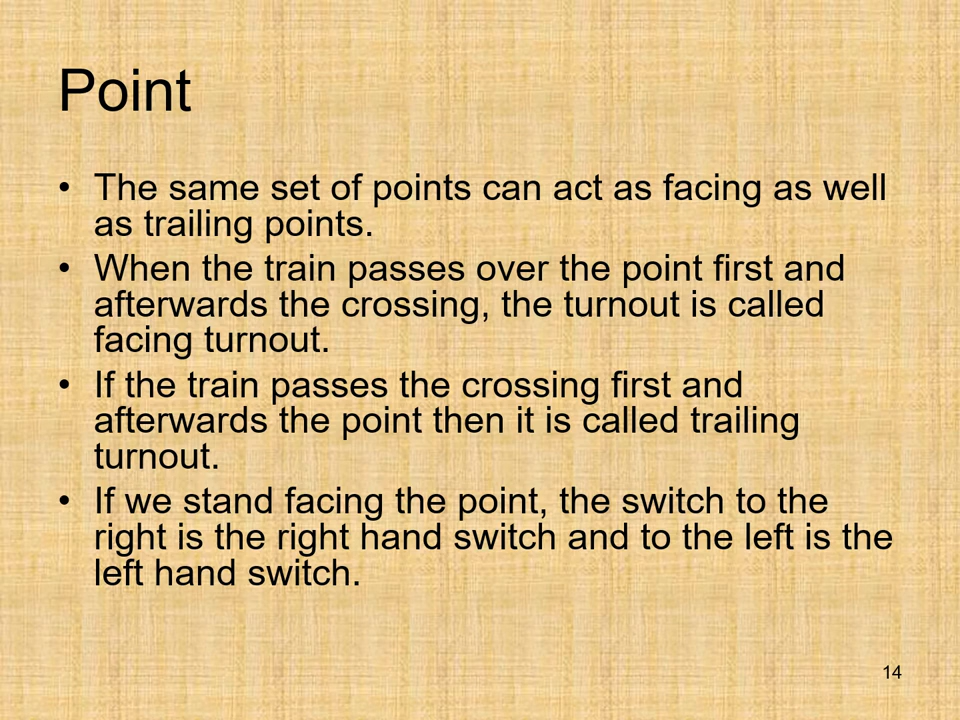 Point
• The same set of points can act as facing as well
as trailing points.
• When the train passes over the point first and
afterwards the crossing, the turnout is called
facing turnout.
• If the train passes the crossing first and
afterwards the point then it is called trailing
turnout.
• If we stand facing the point, the switch to the
right is the right hand switch and to the left is the
left hand switch.
14